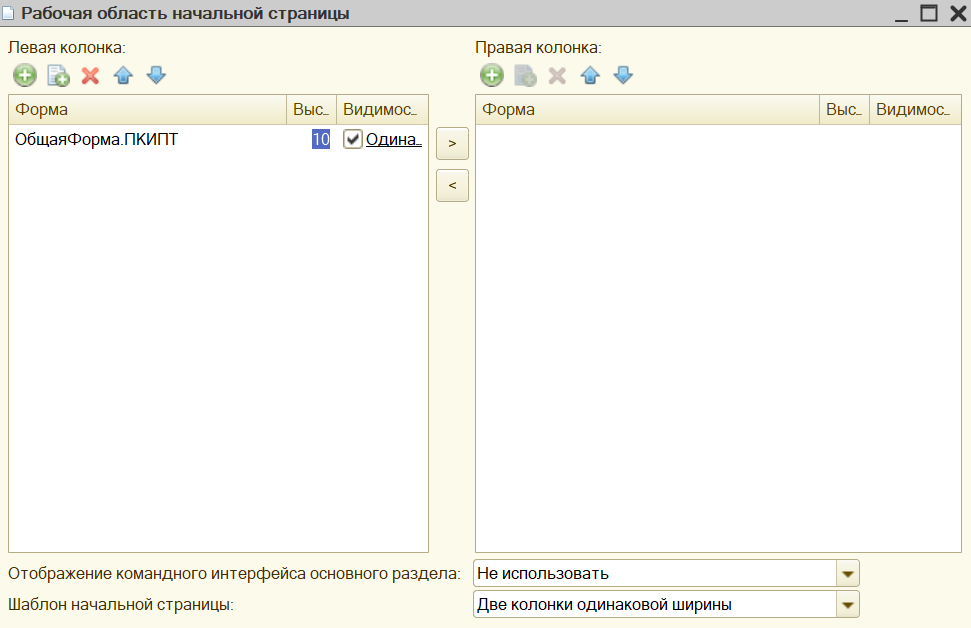 Рабочая область начальной страницы
Левая колонка:
Правая колонка:
Форма Выс... Видимос...
Форма Выс... Видимос...
ОбщаяФорма.ПКИПТ 10 Одина...
>
<
Отображение командного интерфейса основного раздела: Не использовать
Шаблон начальной страницы: Две колонки одинаковой ширины